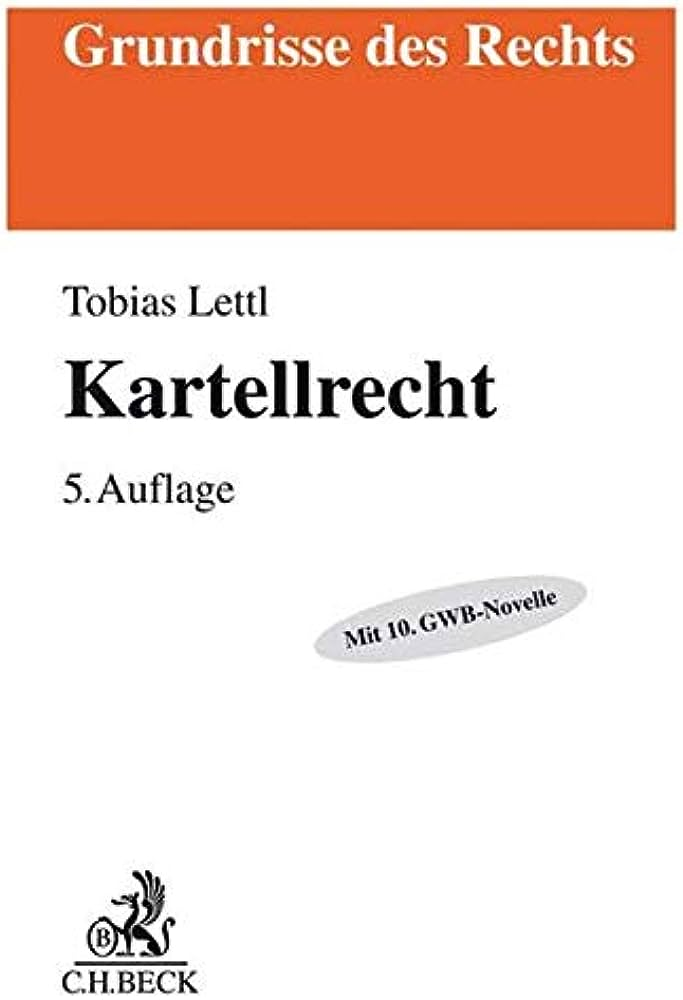 Grundrisse des Rechts
Tobias Lettl
Kartellrecht
5. Auflage
Mit 10. GWB-Novelle
B
C.H.BECK